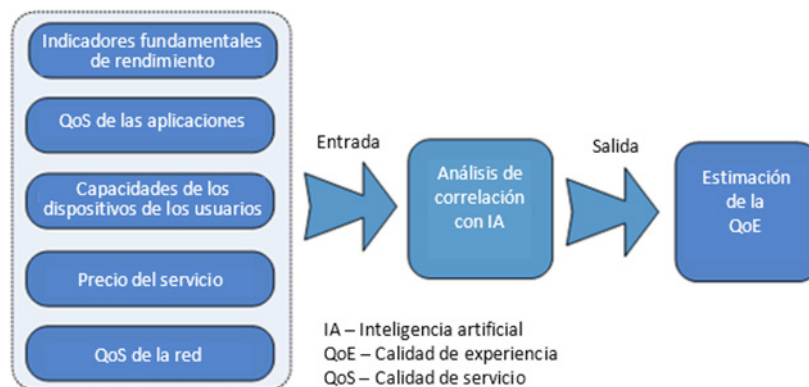 Indicadores fundamentales
de rendimiento
QoS de las aplicaciones
Capacidades de los
dispositivos de los usuarios
Precio del servicio
QoS de la red
Entrada
Análisis de
correlación
con IA
Salida
Estimación
de la
QoE
IA – Inteligencia artificial
QoE – Calidad de experiencia
QoS – Calidad de servicio